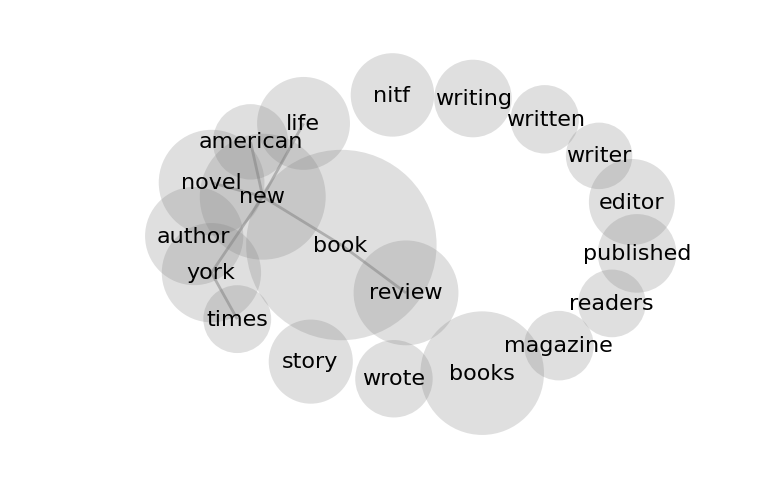 nitf
writing
life
written
american
writer
novel
new
editor
author
book
published
york
review
readers
times
magazine
story
wrote
books